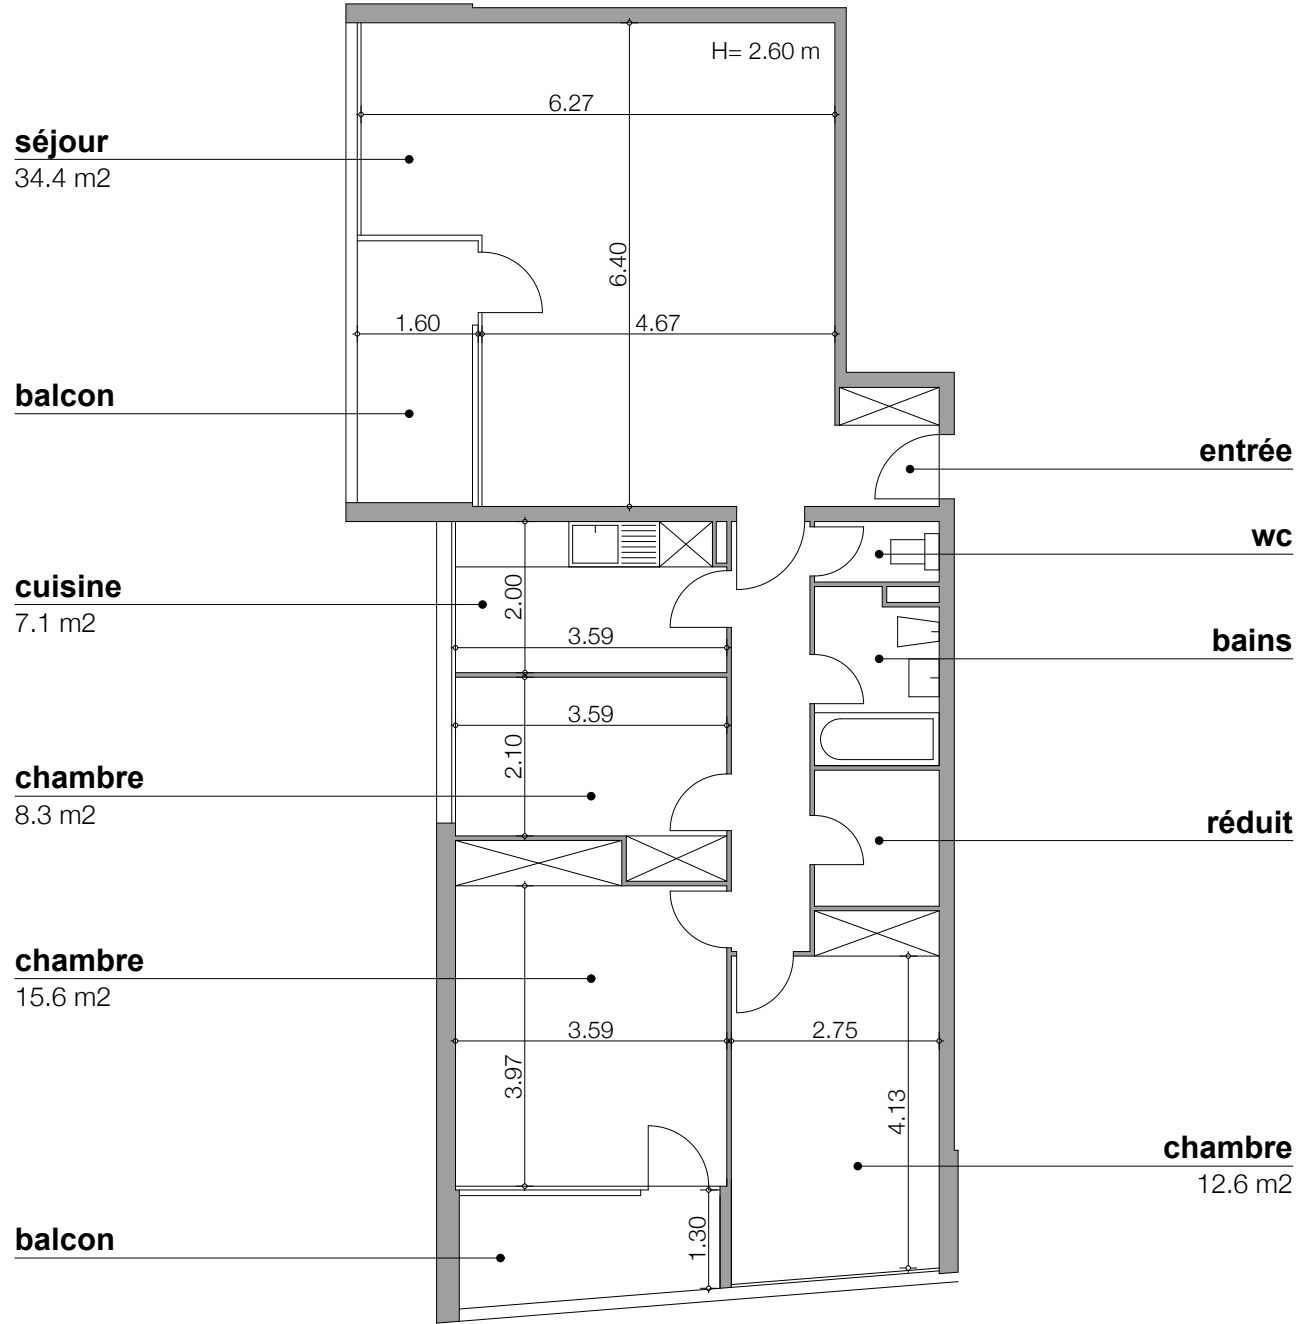 H= 2.60 m
6.27
séjour
34.4 m2
6.40
1.60
4.67
balcon
entrée
wc
cuisine
7.1 m2
2.00
3.59
bains
3.59
2.10
chambre
8.3 m2
réduit
chambre
15.6 m2
3.59
2.75
3.97
4.13
chambre
12.6 m2
balcon
1.30